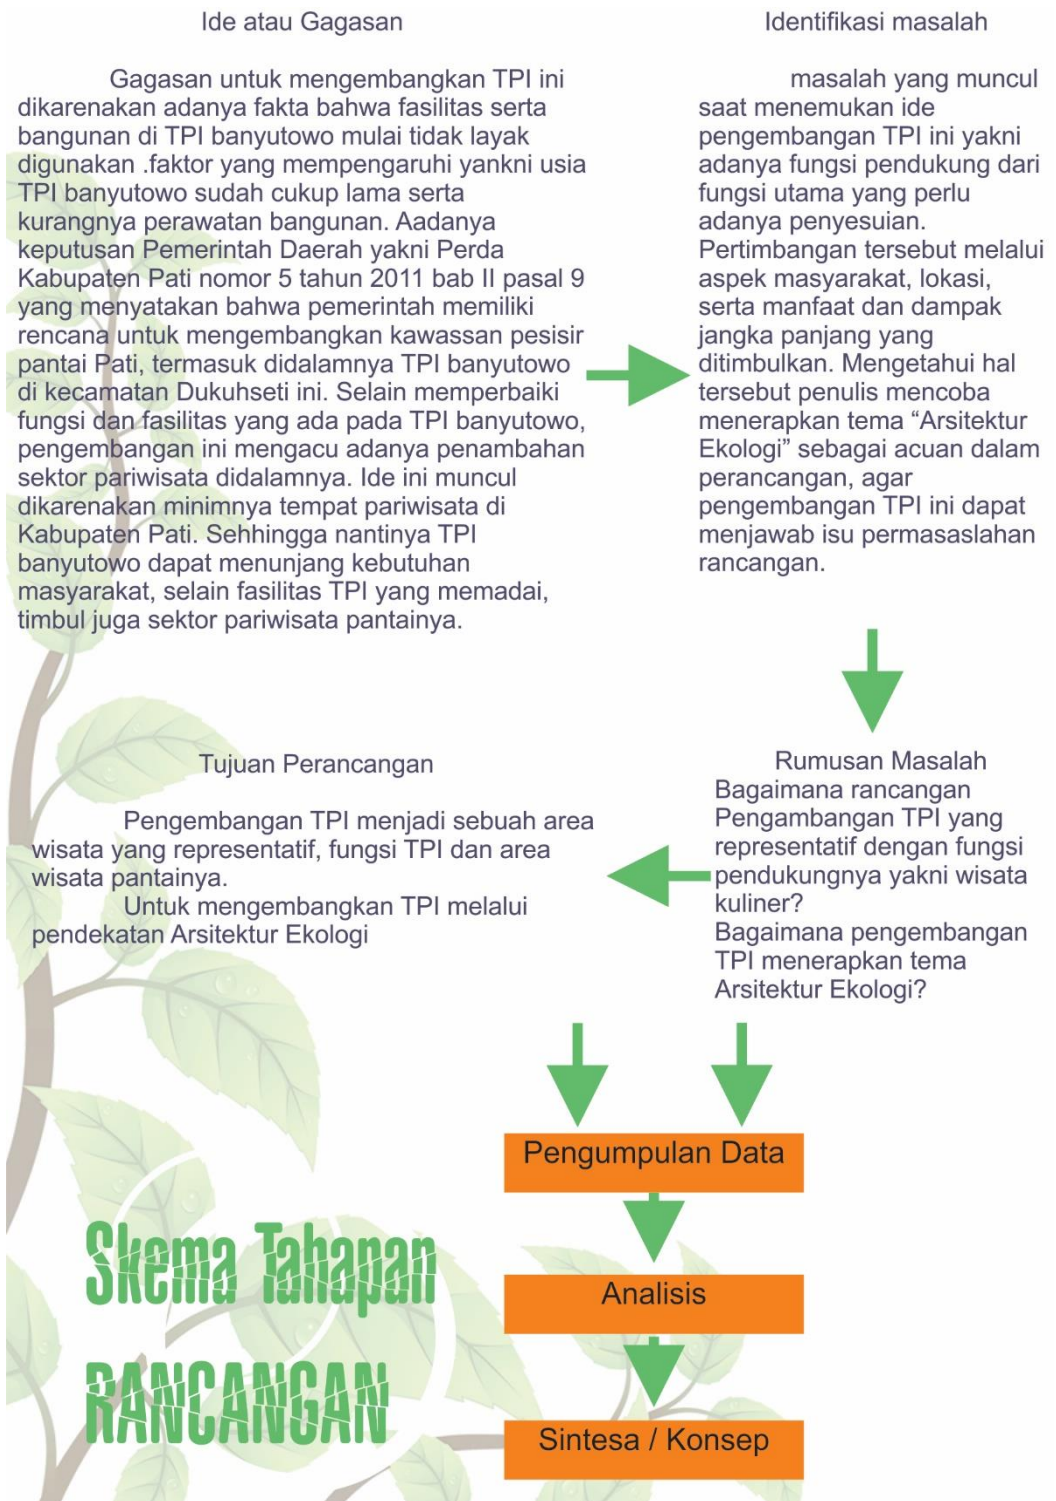 Ide atau Gagasan
Gagasan untuk mengembangkan TPI ini
dikarenakan adanya fakta bahwa fasilitas serta
bangunan di TPI banyutowo mulai tidak layak
digunakan .faktor yang mempengaruhi yankni usia
TPI banyutowo sudah cukup lama serta
kurangnya perawatan bangunan. Aadanya
keputusan Pemerintah Daerah yakni Perda
Kabupaten Pati nomor 5 tahun 2011 bab II pasal 9
yang menyatakan bahwa pemerintah memiliki
rencana untuk mengembangkan kawassan pesisir
pantai Pati, termasuk didalamnya TPI banyutowo
di kecamatan Dukuhseti ini. Selain memperbaiki
fungsi dan fasilitas yang ada pada TPI banyutowo,
pengembangan ini mengacu adanya penambahan
sektor pariwisata didalamnya. Ide ini muncul
dikarenakan minimnya tempat pariwisata di
Kabupaten Pati. Sehhingga nantinya TPI
banyutowo dapat menunjang kebutuhan
masyarakat, selain fasilitas TPI yang memadai,
timbul juga sektor pariwisata pantainya.
Identifikasi masalah
masalah yang muncul
saat menemukan ide
pengembangan TPI ini yakni
adanya fungsi pendukung dari
fungsi utama yang perlu
adanya penyesuian.
Pertimbangan tersebut melalui
aspek masyarakat, lokasi,
serta manfaat dan dampak
jangka panjang yang
ditimbulkan. Mengetahui hal
tersebut penulis mencoba
menerapkan tema “Arsitektur
Ekologi” sebagai acuan dalam
perancangan, agar
pengembangan TPI ini dapat
menjawab isu permasaslahan
rancangan.
Rumusan Masalah
Bagaimana rancangan
Pengambangan TPI yang
representatif dengan fungsi
pendukungnya yakni wisata
kuliner?
Bagaimana pengembangan
TPI menerapkan tema
Arsitektur Ekologi?
Tujuan Perancangan
Pengembangan TPI menjadi sebuah area
wisata yang representatif, fungsi TPI dan area
wisata pantainya.
Untuk mengembangkan TPI melalui
pendekatan Arsitektur Ekologi
Pengumpulan Data
Analisis
Sintesa / Konsep
Skema Tahapan
RANCANGAN